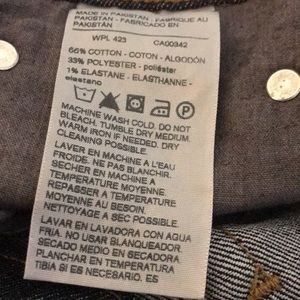 MADE IN PAKISTAN - FABRIQUE AU
PAKISTAN - FABRICADO EN
PAKISTÁN
WPL 423 CA00342
66% COTTON - COTON - ALGODÓN
33% POLYESTER - poliéster
1% ELASTANE - ELASTHANNE -
elastano
MACHINE WASH COLD. DO NOT
BLEACH. TUMBLE DRY MEDIUM.
WARM IRON IF NEEDED. DRY
CLEANING POSSIBLE.
LAVER EN MACHINE A L'EAU
FROIDE. NE PAS BLANCHIR.
SECHER EN MACHINE A
TEMPERATURE MOYENNE.
REPASSER A TEMPERATURE
MOYENNE AU BESOIN.
NETTOYAGE A SEC POSSIBLE.
LAVAR EN LAVADORA CON AGUA
FRIA. NO USAR BLANQUEADOR.
SECADO MEDIO EN SECADORA.
PLANCHAR EN TEMPERATURA
TIBIA SI ES NECESARIO. ES